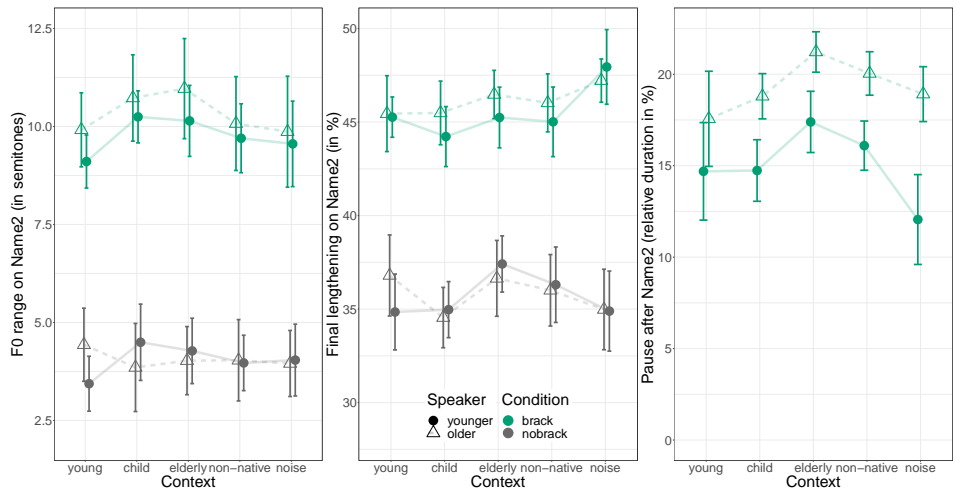 F0 range on Name2 (in semitones)
12.5
10.0
7.5
5.0
2.5
young child elderly non−native noise
Context
Final lengthening on Name2 (in %)
50
45
40
35
30
Speaker
younger
older
Condition
brack
nobrack
young child elderly non−native noise
Context
Pause after Name2 (relative duration in %)
20
15
10
5
0
young child elderly non−native noise
Context